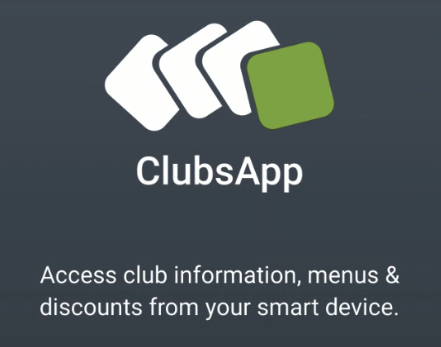 ClubsApp
Access club information, menus &
discounts from your smart device.